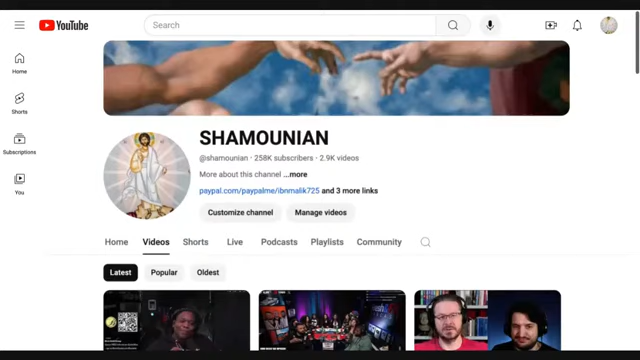 YouTube
Search
Home
Shorts
Subscriptions
You
SHAMOUNIAN
@shamounian · 258K subscribers · 2.9K videos
More about this channel ...more
paypal.com/paypalme/ibnmalik725 and 3 more links
Customize channel Manage videos
Home Videos Shorts Live Podcasts Playlists Community
Latest Popular Oldest